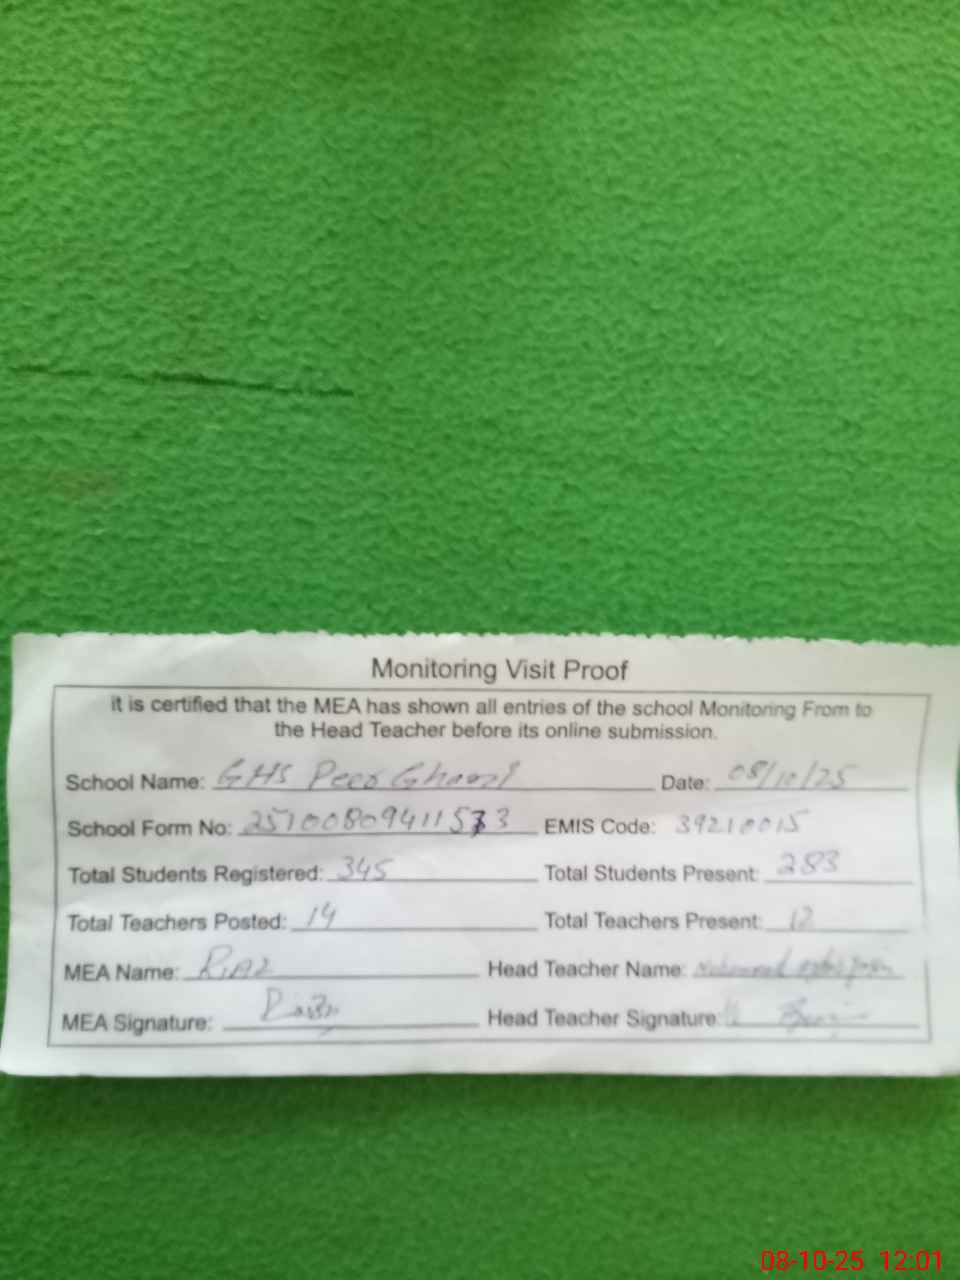 Monitoring Visit Proof
it is certified that the MEA has shown all entries of the school Monitoring From to
the Head Teacher before its online submission.
School Name: GHS Peer Ghani Date: 08/10/25
School Form No: EMIS Code: 39210015
Total Students Registered: 345 Total Students Present: 283
Total Teachers Posted: 14 Total Teachers Present: 12
MEA Name: Riaz Head Teacher Name: Muhammad
MEA Signature: Head Teacher Signature
08-10-25 12:01